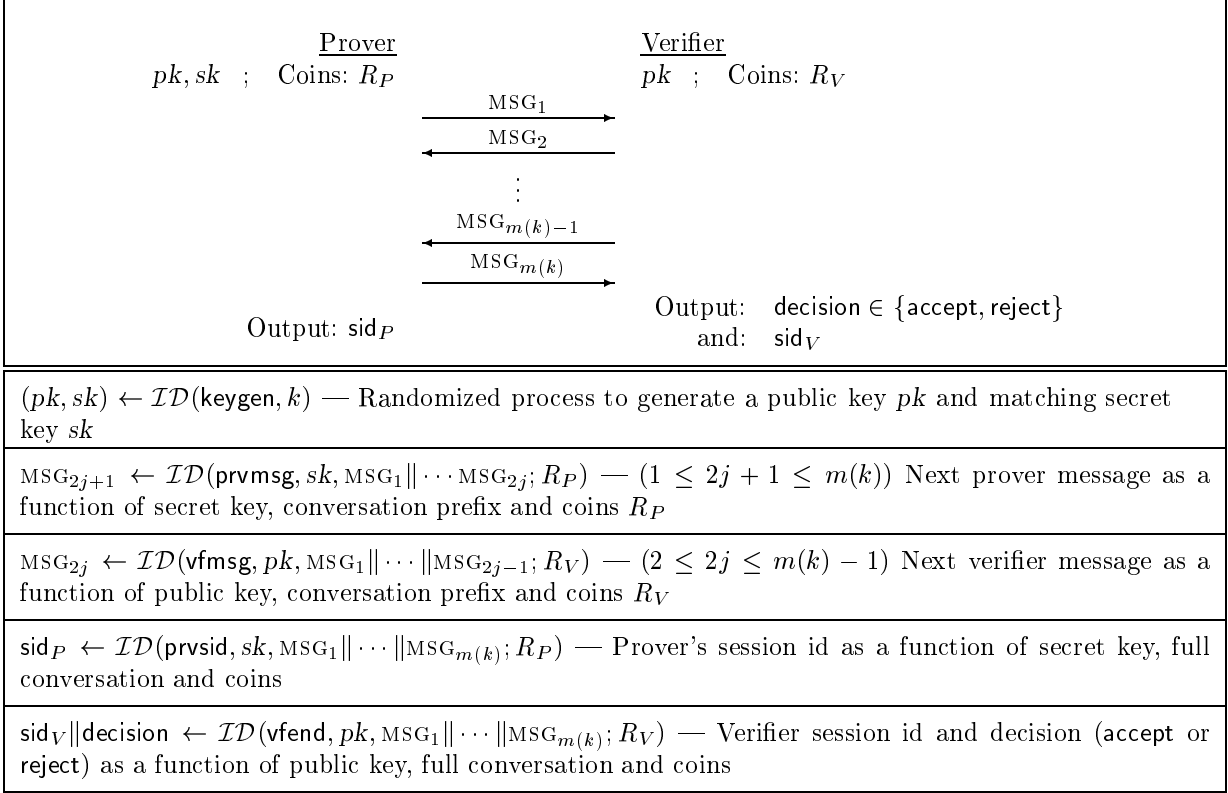 Prover Verifier
pk, sk ; Coins: R_P pk ; Coins: R_V
MSG_1
MSG_2
⋮
MSG_{m(k)−1}
MSG_{m(k)}
Output: sid_P
Output: decision ∈ {accept, reject}
and: sid_V
(pk, sk) ← ID(keygen, k) — Randomized process to generate a public key pk and matching secret
key sk
MSG_{2j+1} ← ID(prvmsg, sk, MSG_1‖ ⋯ MSG_{2j}; R_P) — (1 ≤ 2j + 1 ≤ m(k)) Next prover message as a
function of secret key, conversation prefix and coins R_P
MSG_{2j} ← ID(vfmsg, pk, MSG_1‖ ⋯ ‖MSG_{2j−1}; R_V) — (2 ≤ 2j ≤ m(k) − 1) Next verifier message as a
function of public key, conversation prefix and coins R_V
sid_P ← ID(prvsid, sk, MSG_1‖ ⋯ ‖MSG_{m(k)}; R_P) — Prover's session id as a function of secret key, full
conversation and coins
sid_V‖decision ← ID(vfend, pk, MSG_1‖ ⋯ ‖MSG_{m(k)}; R_V) — Verifier session id and decision (accept or
reject) as a function of public key, full conversation and coins